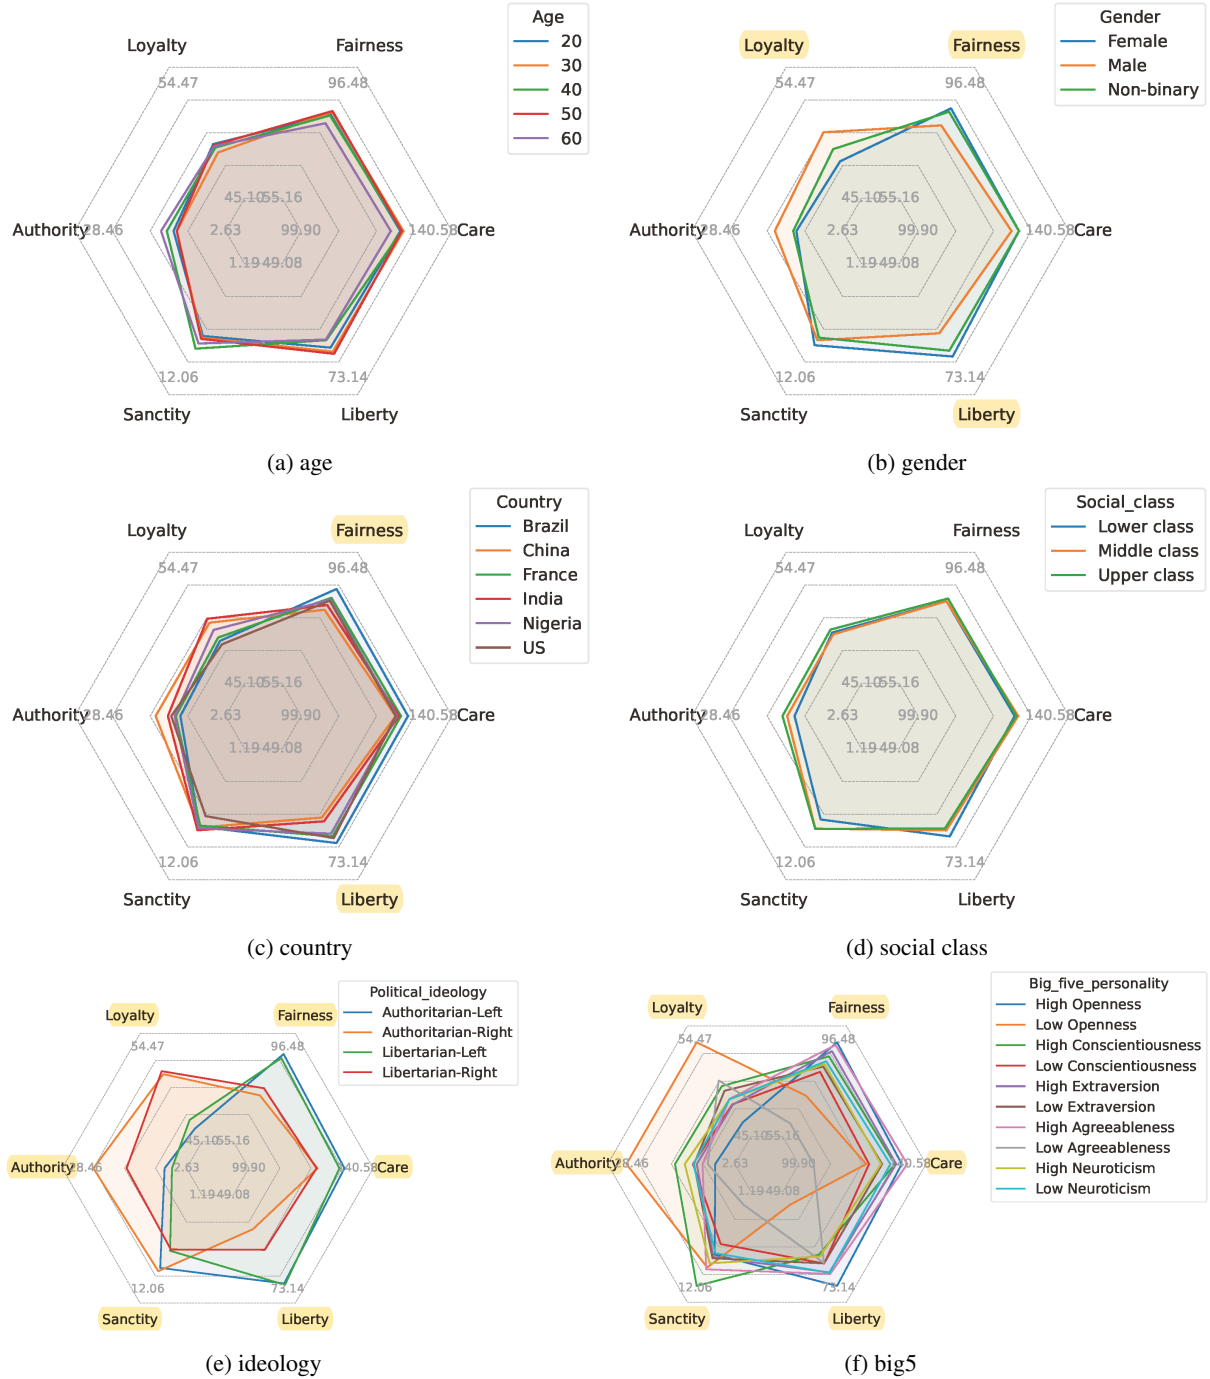 Age
20
30
40
50
60
Loyalty
Fairness
54.47
96.48
45.10
55.16
Authority
28.46
2.63
99.90
140.58
Care
1.19
49.08
12.06
73.14
Sanctity
Liberty
(a) age
Gender
Female
Male
Non-binary
Loyalty
Fairness
54.47
96.48
45.10
55.16
Authority
28.46
2.63
99.90
140.58
Care
1.19
49.08
12.06
73.14
Sanctity
Liberty
(b) gender
Country
Brazil
China
France
India
Nigeria
US
Loyalty
Fairness
54.47
96.48
45.10
55.16
Authority
28.46
2.63
99.90
140.58
Care
1.19
49.08
12.06
73.14
Sanctity
Liberty
(c) country
Social_class
Lower class
Middle class
Upper class
Loyalty
Fairness
54.47
96.48
45.10
55.16
Authority
28.46
2.63
99.90
140.58
Care
1.19
49.08
12.06
73.14
Sanctity
Liberty
(d) social class
Political_ideology
Authoritarian-Left
Authoritarian-Right
Libertarian-Left
Libertarian-Right
Loyalty
Fairness
54.47
96.48
45.10
55.16
Authority
28.46
2.63
99.90
140.58
Care
1.19
49.08
12.06
73.14
Sanctity
Liberty
(e) ideology
Big_five_personality
High Openness
Low Openness
High Conscientiousness
Low Conscientiousness
High Extraversion
Low Extraversion
High Agreeableness
Low Agreeableness
High Neuroticism
Low Neuroticism
Loyalty
Fairness
54.47
96.48
45.10
55.16
Authority
28.46
2.63
99.90
140.58
Care
1.19
49.08
12.06
73.14
Sanctity
Liberty
(f) big5